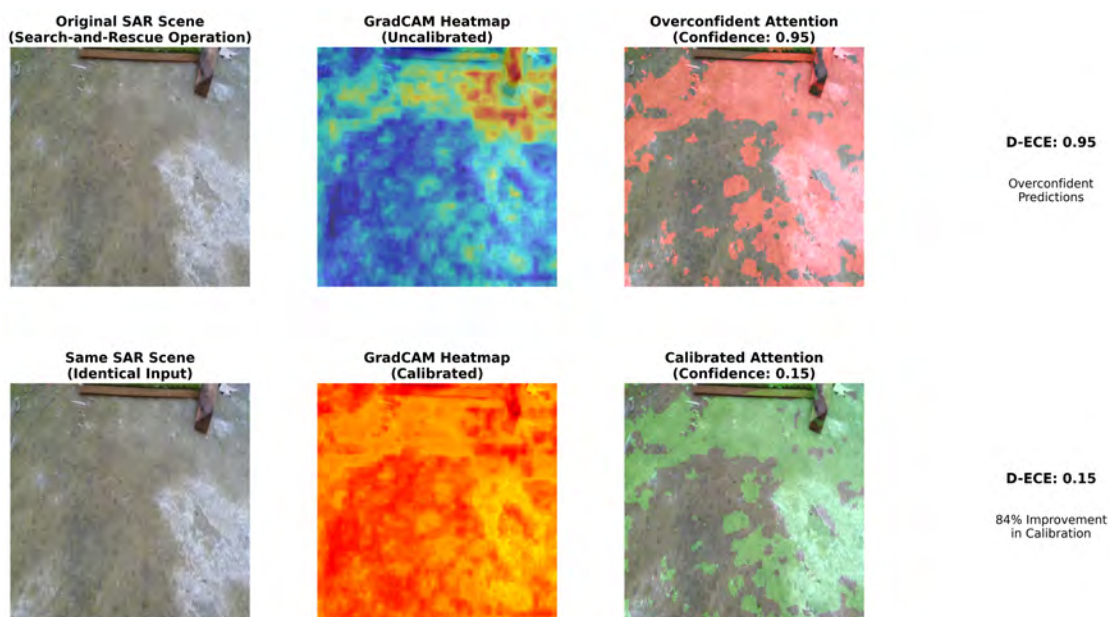 Original SAR Scene
(Search-and-Rescue Operation)
GradCAM Heatmap
(Uncalibrated)
Overconfident Attention
(Confidence: 0.95)
D-ECE: 0.95
Overconfident
Predictions
Same SAR Scene
(Identical Input)
GradCAM Heatmap
(Calibrated)
Calibrated Attention
(Confidence: 0.15)
D-ECE: 0.15
84% Improvement
in Calibration